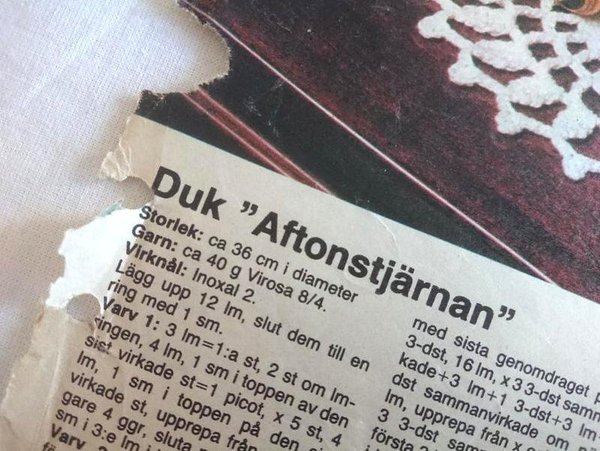 Duk ”Aftonstjärnan”
Storlek: ca 36 cm i diameter
Garn: ca 40 g Virosa 8/4.
Virknål: Inoxal 2.
Lägg upp 12 lm, slut dem till en
ring med 1 sm.
Varv 1: 3 lm=1:a st, 2 st om lm-
ringen, 4 lm, 1 sm i toppen av den
sist virkade st=1 picot, x 5 st, 4
lm, 1 sm i toppen på den
virkade st, upprepa från
gare 4 ggr, sluta
sm i 3:e lm
Varv
med sista genomdraget
3-dst, 16 lm, x 3 3-dst
kade+3 lm+1 3-dst+3
dst sammanvirkade om
lm, upprepa från x
3 3-dst
första